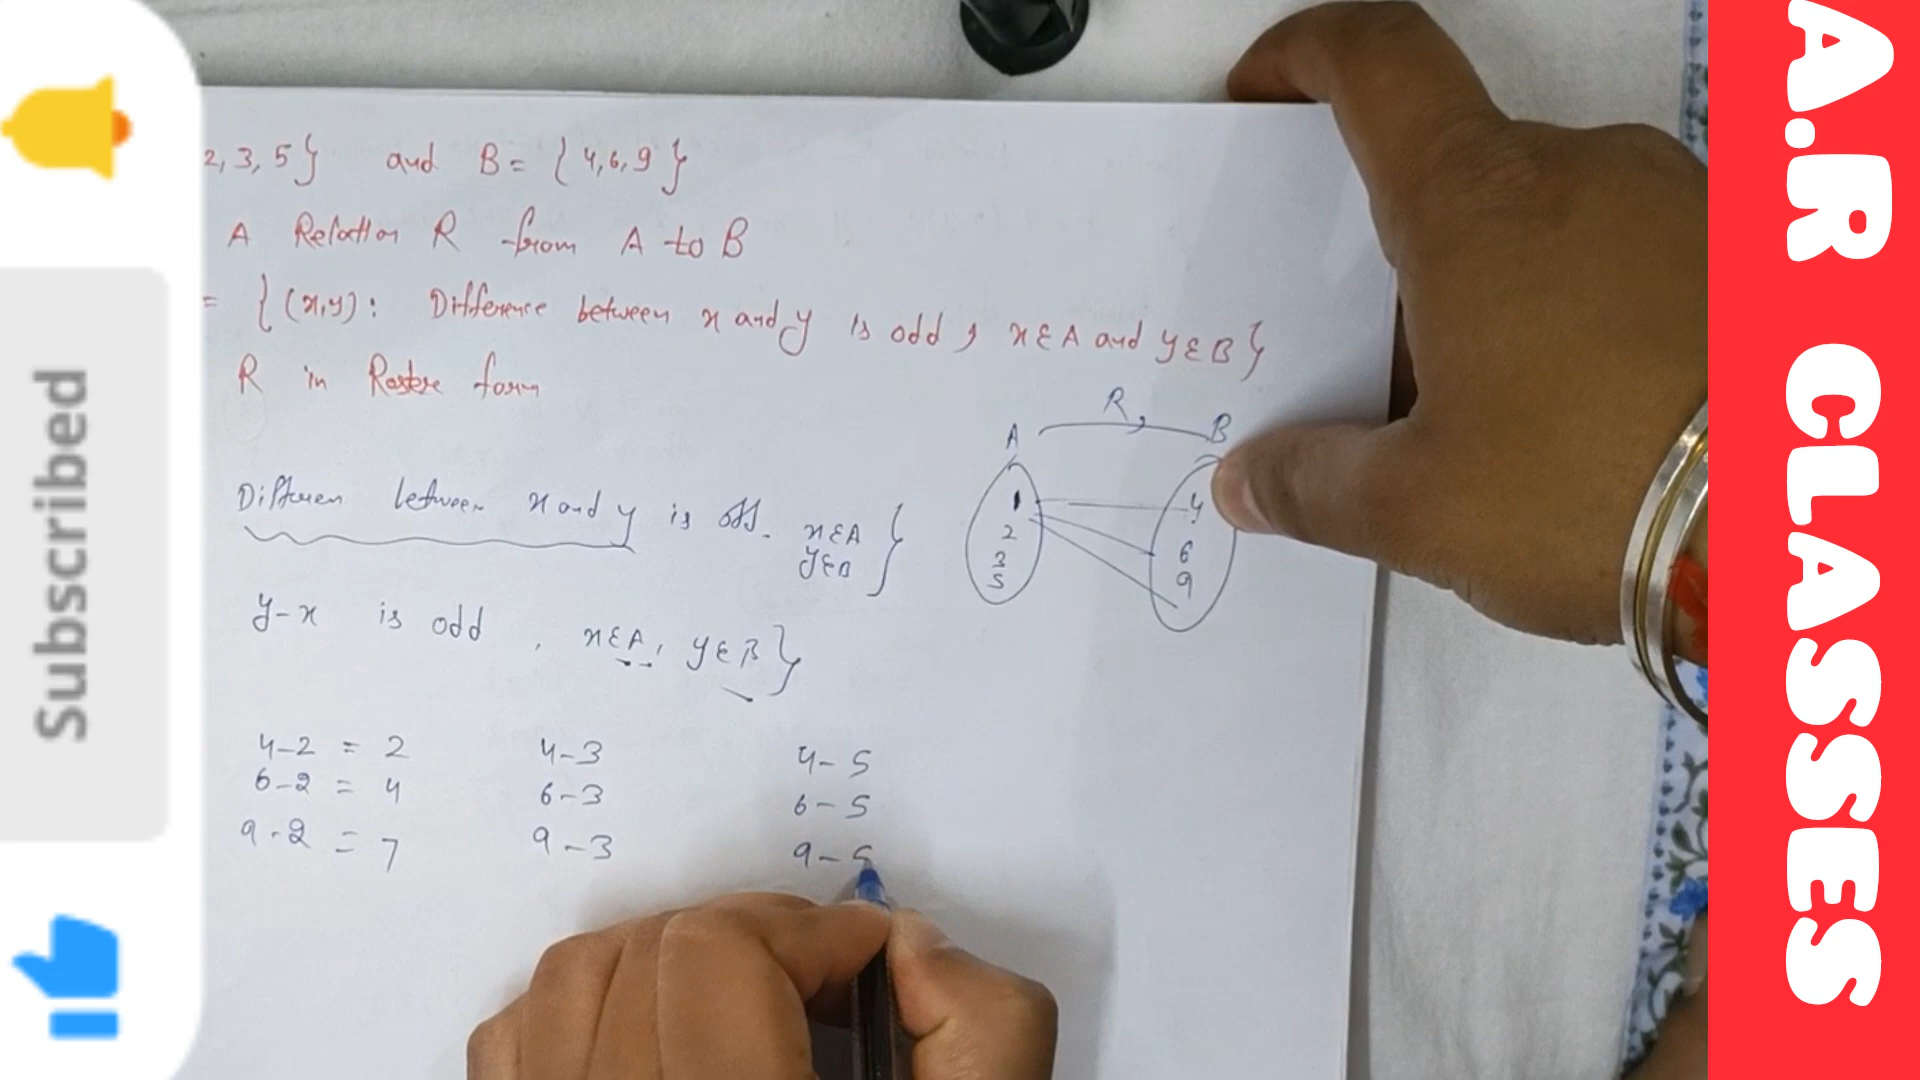 2, 3, 5} and B = {4, 6, 9}
A Relation R from A to B
= {(x,y): Difference between x and y is odd, x ε A and y ε B}
R in Rostere form
Differen between x and y is odd. x ε A
y ε B }
y - x is odd, x ε A, y ε B}
R,
A B
1 4
2 6
3 9
5
4 - 2 = 2 4 - 3 4 - 5
6 - 2 = 4 6 - 3 6 - 5
9 - 2 = 7 9 - 3 9 - 5
Subscribed
A.R CLASSES